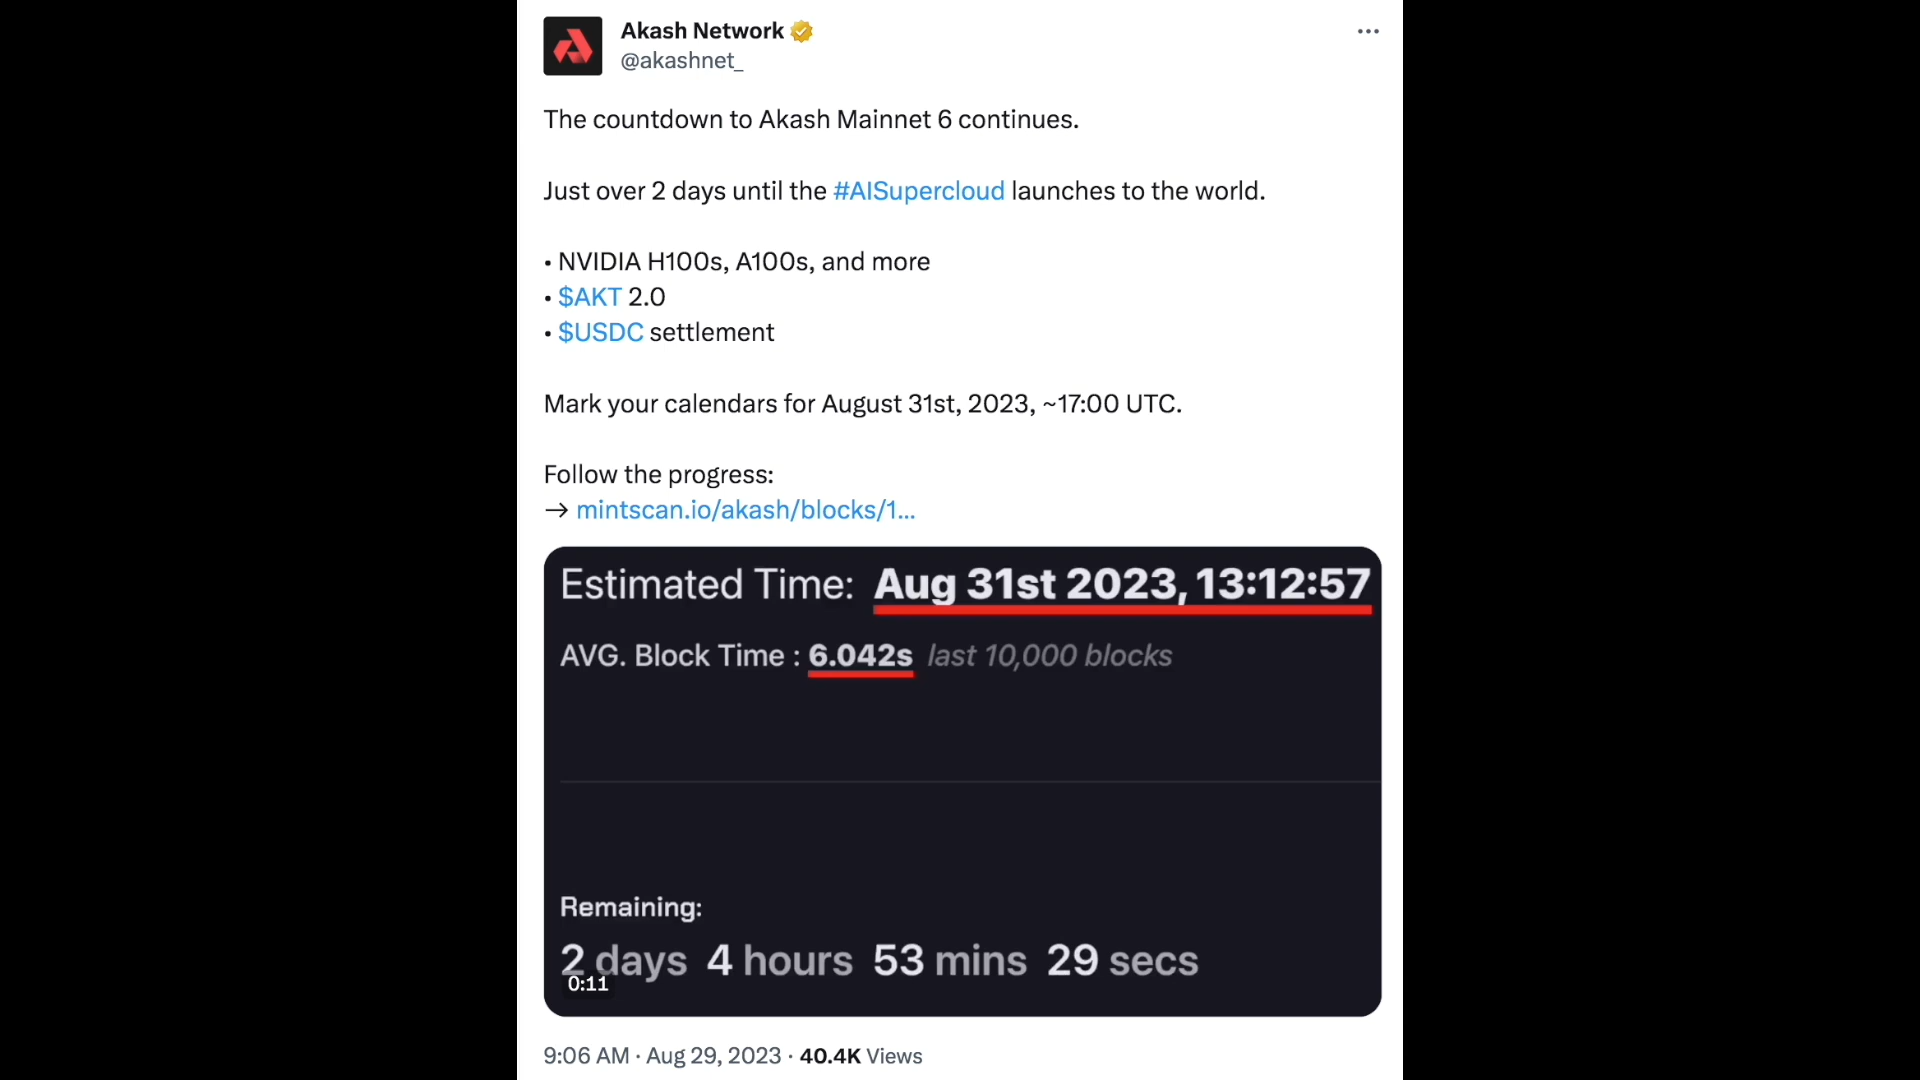 Akash Network
@akashnet_
The countdown to Akash Mainnet 6 continues.
Just over 2 days until the #AISupercloud launches to the world.
• NVIDIA H100s, A100s, and more
• $AKT 2.0
• $USDC settlement
Mark your calendars for August 31st, 2023, ~17:00 UTC.
Follow the progress:
→ mintscan.io/akash/blocks/1...
Estimated Time: Aug 31st 2023, 13:12:57
AVG. Block Time : 6.042s last 10,000 blocks
Remaining:
2 days 4 hours 53 mins 29 secs
0:11
9:06 AM · Aug 29, 2023 · 40.4K Views